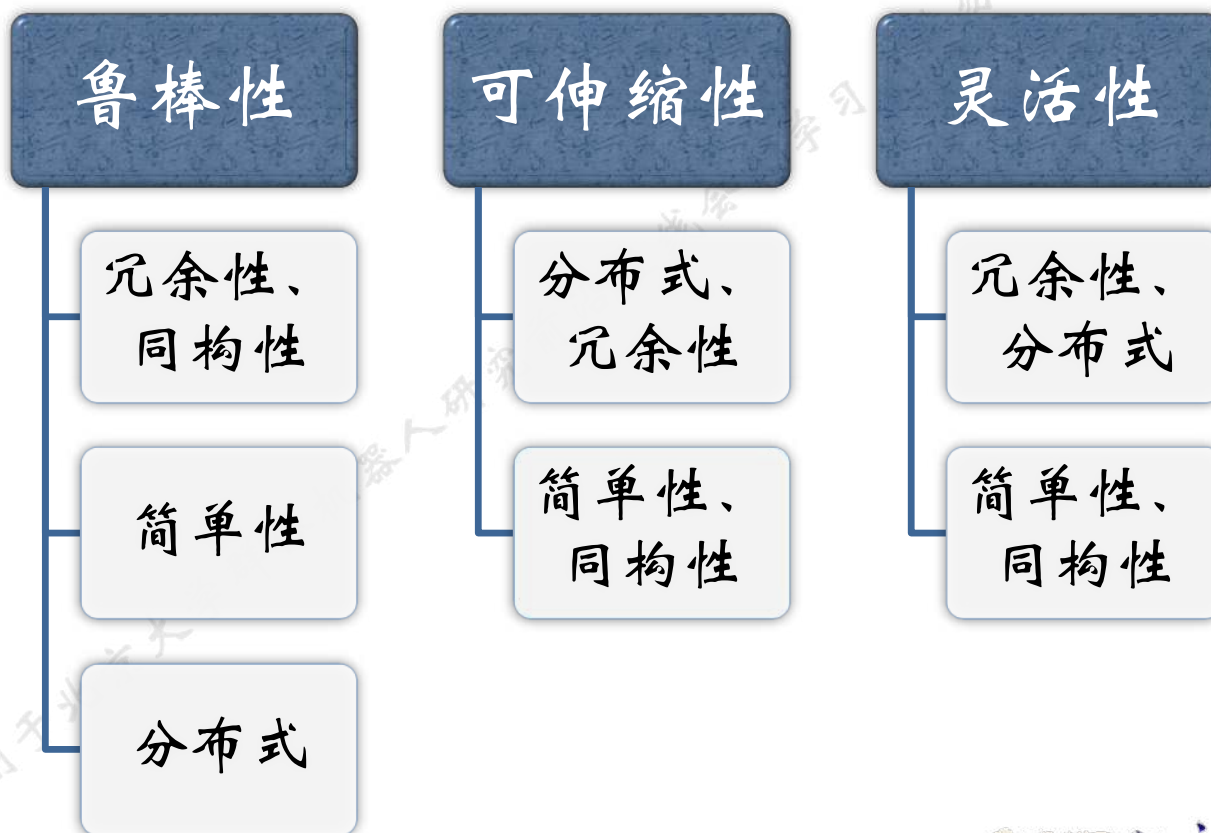 鲁棒性
冗余性、
同构性
简单性
分布式
可伸缩性
分布式、
冗余性
简单性、
同构性
灵活性
冗余性、
分布式
简单性、
同构性